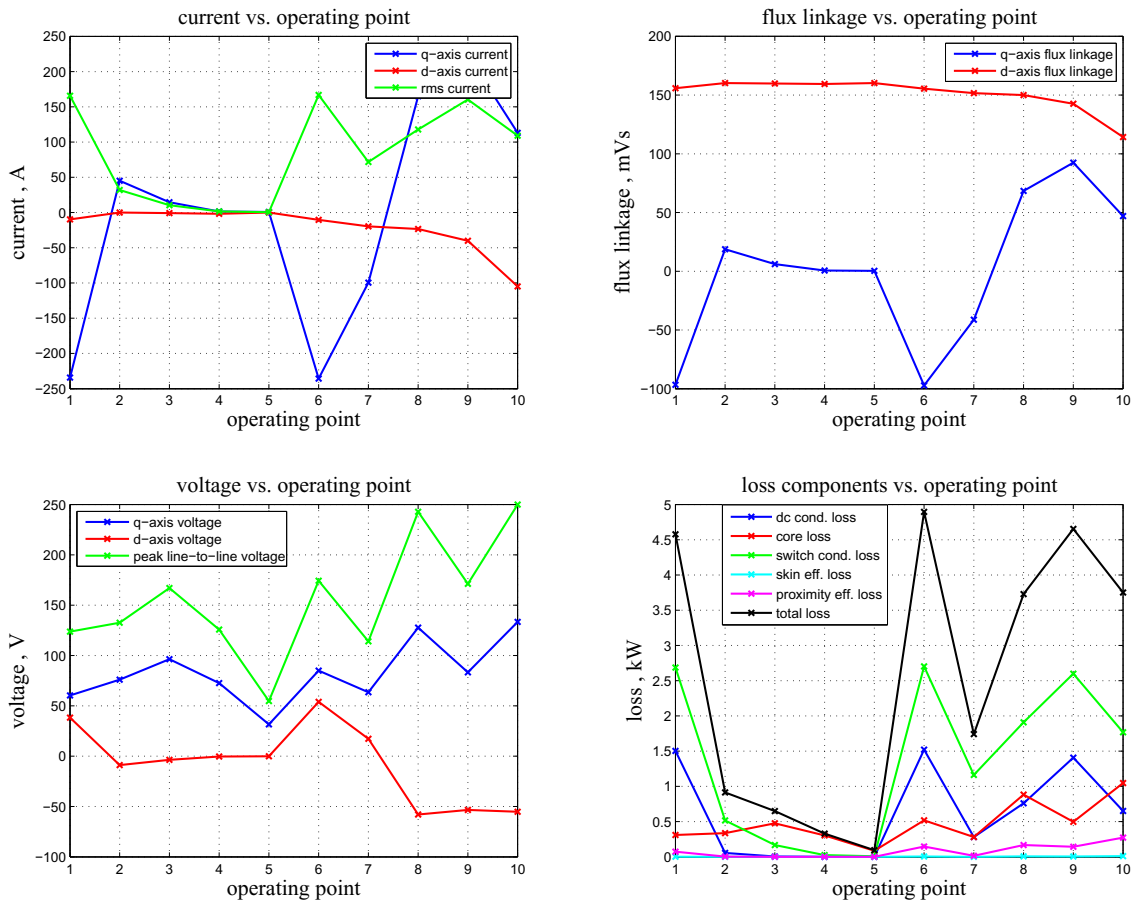 current vs. operating point
250
200
150
100
50
0
−50
−100
−150
−200
−250
current , A
q−axis current
d−axis current
rms current
1 2 3 4 5 6 7 8 9 10
operating point
flux linkage vs. operating point
200
150
100
50
0
−50
−100
flux linkage , mVs
q−axis flux linkage
d−axis flux linkage
1 2 3 4 5 6 7 8 9 10
operating point
voltage vs. operating point
250
200
150
100
50
0
−50
−100
voltage , V
q−axis voltage
d−axis voltage
peak line−to−line voltage
1 2 3 4 5 6 7 8 9 10
operating point
loss components vs. operating point
5
4.5
4
3.5
3
2.5
2
1.5
1
0.5
0
loss , kW
dc cond. loss
core loss
switch cond. loss
skin eff. loss
proximity eff. loss
total loss
1 2 3 4 5 6 7 8 9 10
operating point